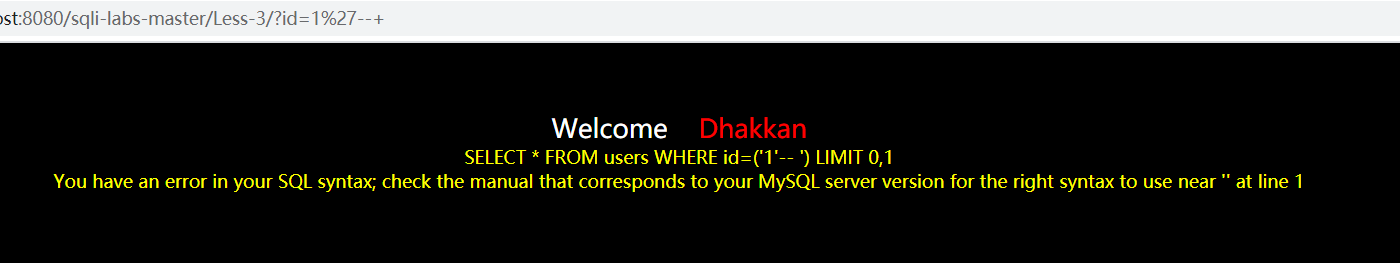 ost:8080/sqli-labs-master/Less-3/?id=1%27--+
Welcome Dhakkan
SELECT * FROM users WHERE id=('1'-- ') LIMIT 0,1
You have an error in your SQL syntax; check the manual that corresponds to your MySQL server version for the right syntax to use near '' at line 1